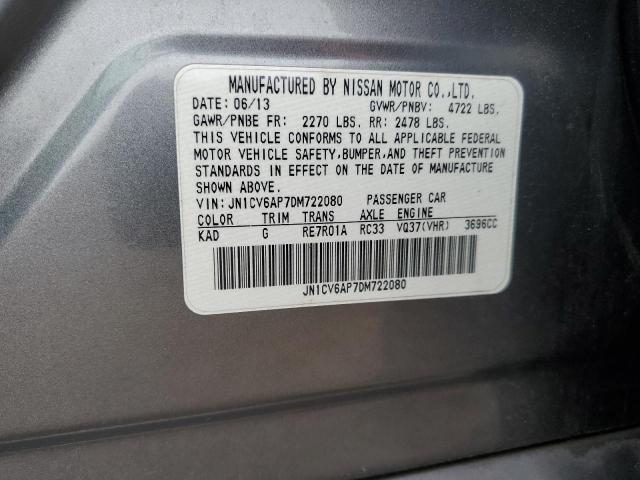 MANUFACTURED BY NISSAN MOTOR CO.,LTD.
DATE: 06/13 GVWR/PNBV: 4722 LBS.
GAWR/PNBE FR: 2270 LBS. RR: 2478 LBS.
THIS VEHICLE CONFORMS TO ALL APPLICABLE FEDERAL
MOTOR VEHICLE SAFETY,BUMPER,AND THEFT PREVENTION
STANDARDS IN EFFECT ON THE DATE OF MANUFACTURE
SHOWN ABOVE.
VIN: JN1CV6AP7DM722080 PASSENGER CAR
COLOR TRIM TRANS AXLE ENGINE
KAD G RE7R01A RC33 VQ37(VHR) 3696CC
JN1CV6AP7DM722080